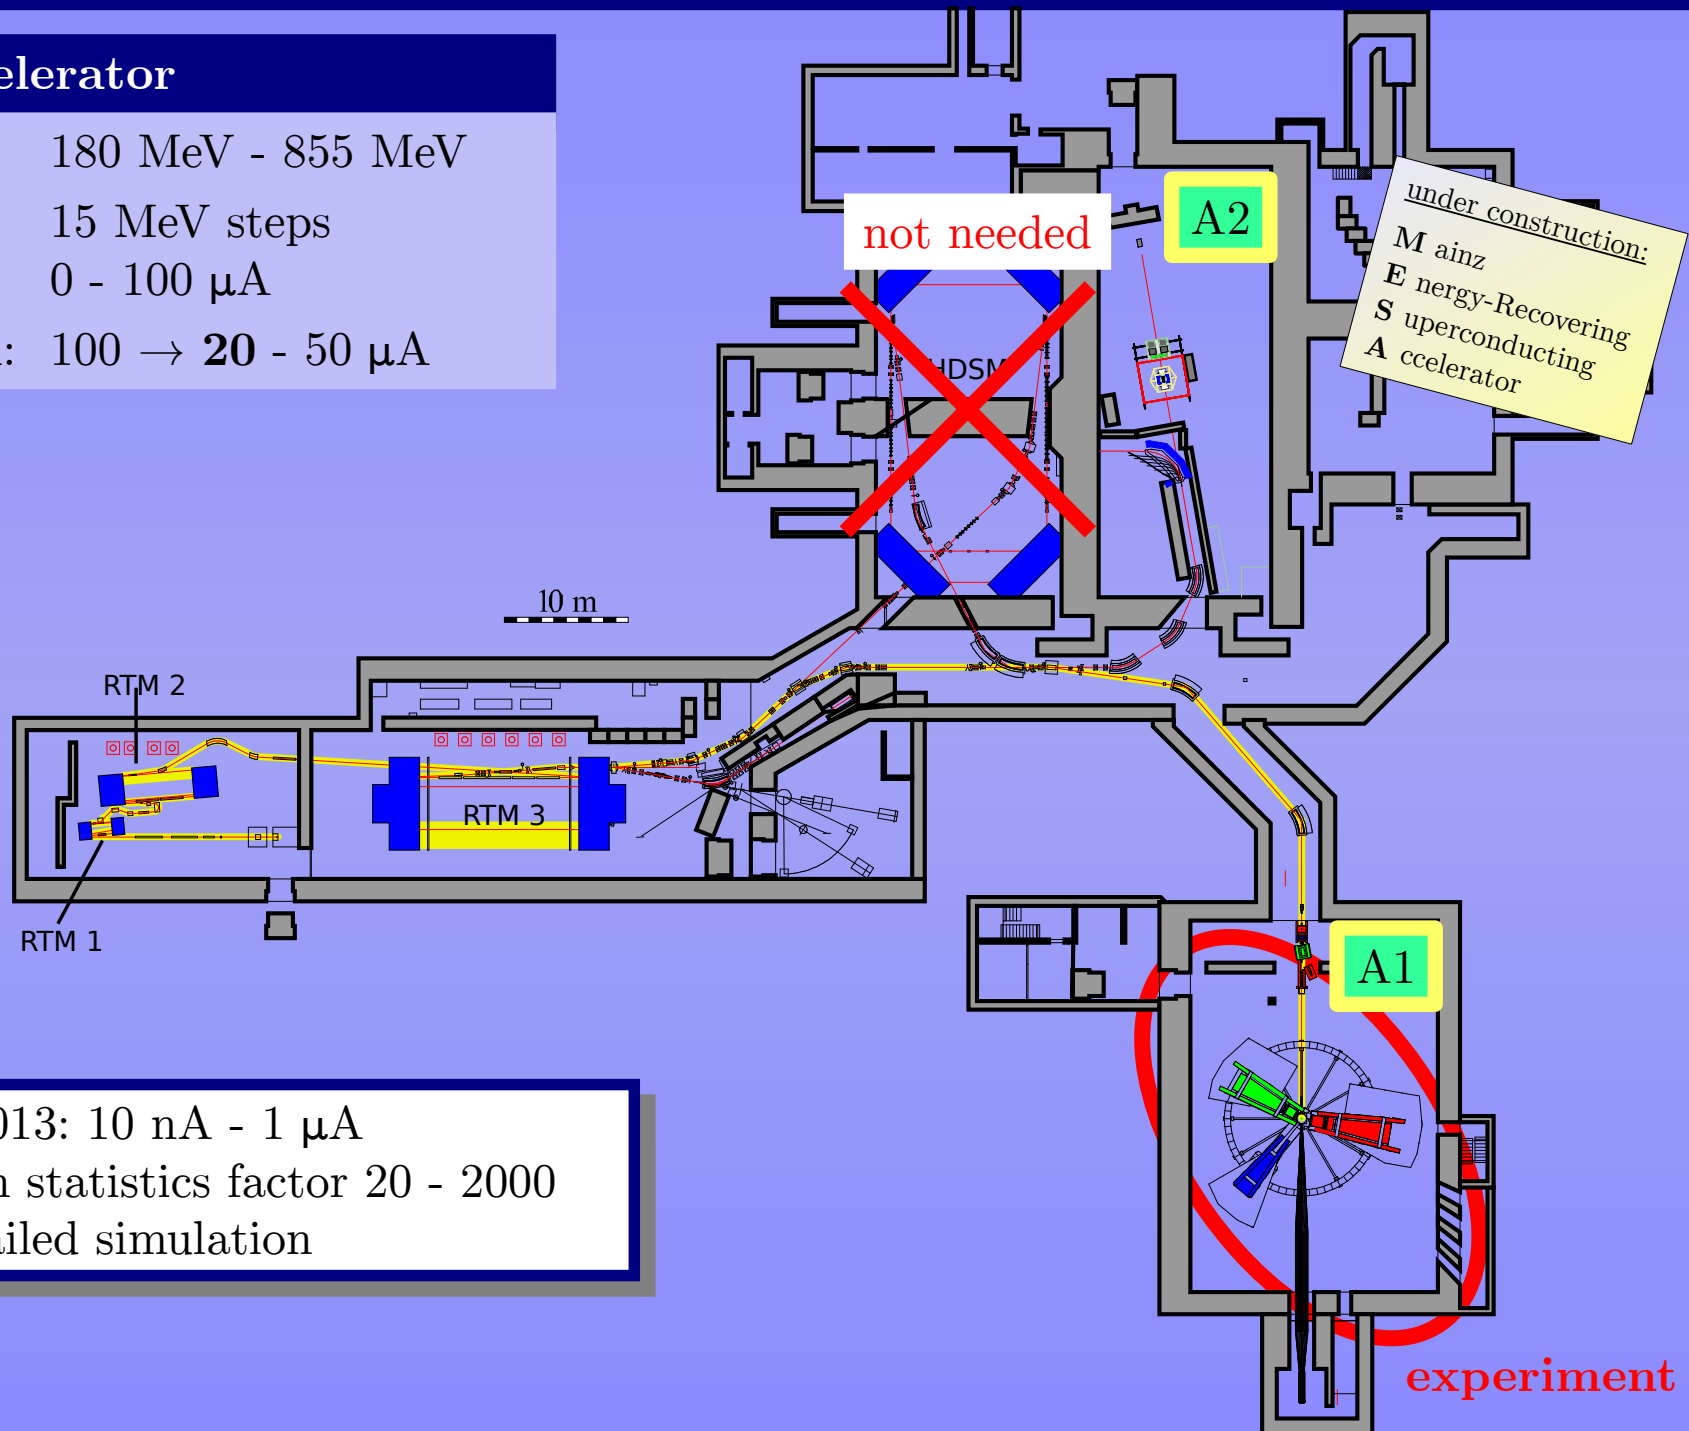 elerator
180 MeV - 855 MeV
15 MeV steps
0 - 100 µA
: 100 → 20 - 50 µA
not needed
A2
under construction:
M ainz
E nergy-Recovering
S uperconducting
A ccelerator
HDSM
10 m
RTM 2
RTM 3
RTM 1
A1
013: 10 nA - 1 µA
statistics factor 20 - 2000
ailed simulation
experiment